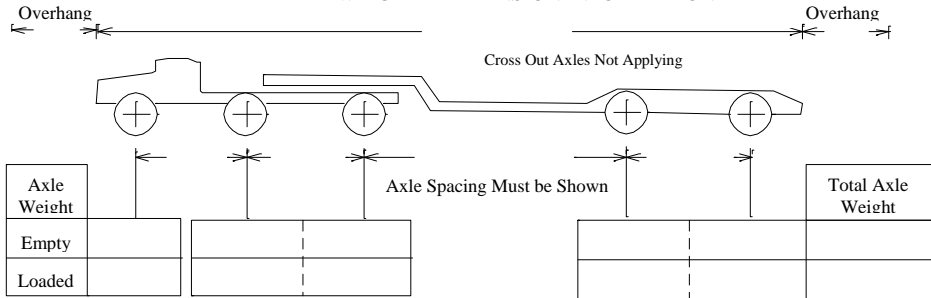 Overhang Overhang
Cross Out Axles Not Applying
Axle Spacing Must be Shown
Axle
Weight
Total Axle
Weight
Empty
Loaded